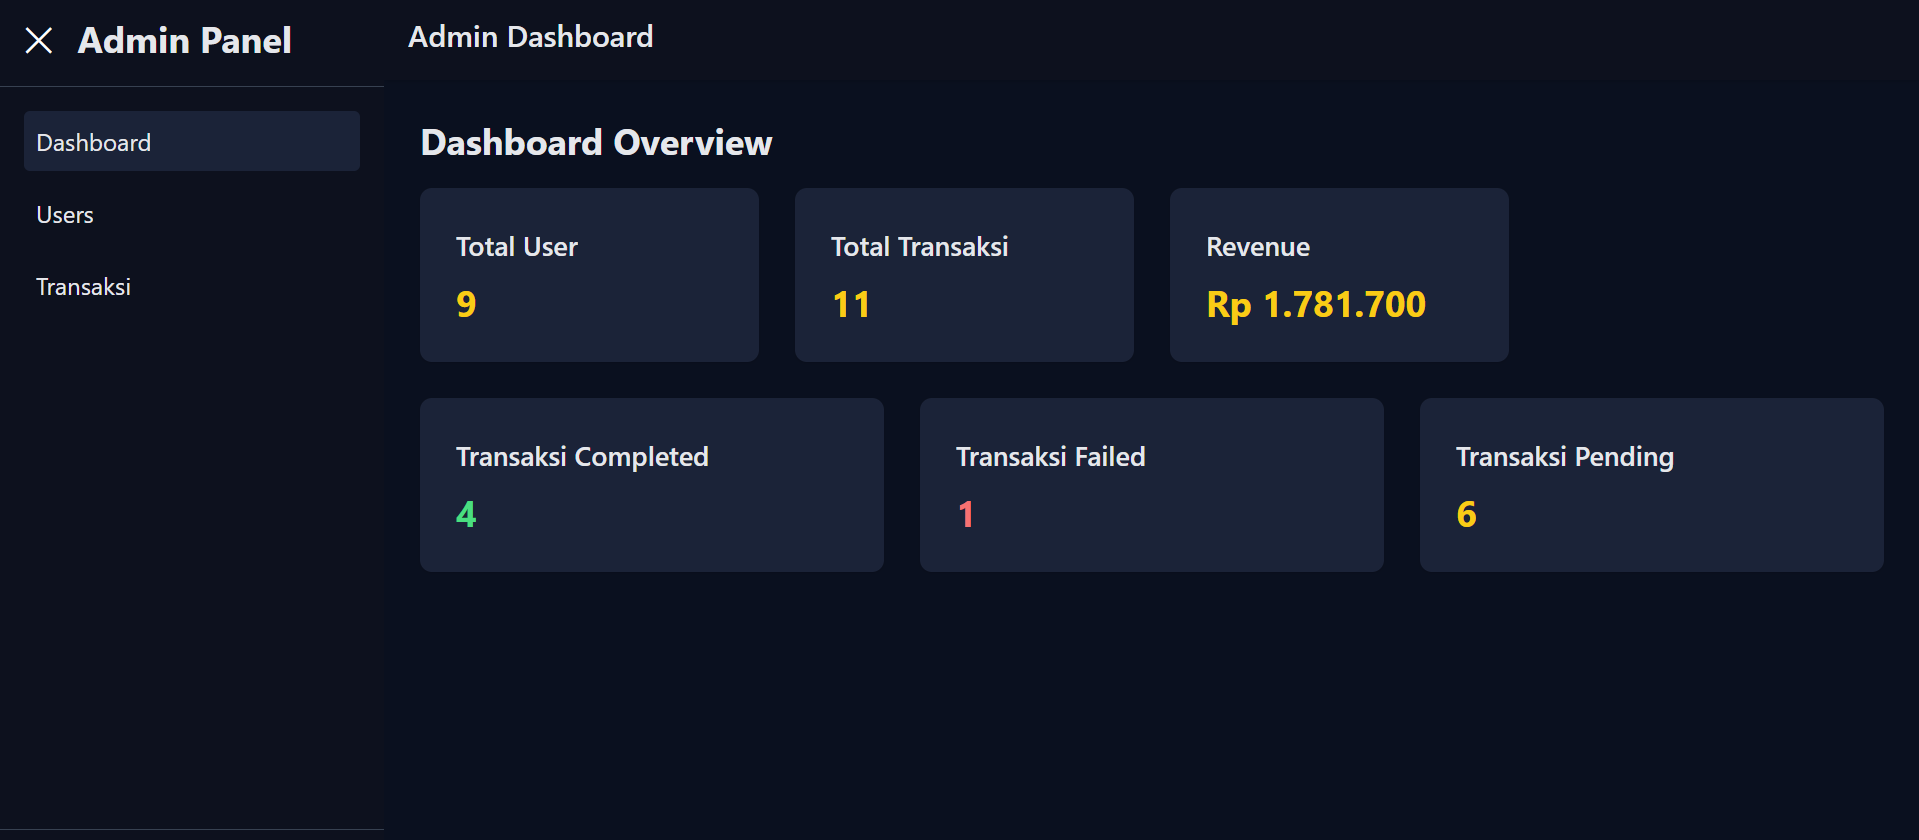 Admin Panel
Admin Dashboard
Dashboard
Users
Transaksi
Dashboard Overview
Total User
9
Total Transaksi
11
Revenue
Rp 1.781.700
Transaksi Completed
4
Transaksi Failed
1
Transaksi Pending
6